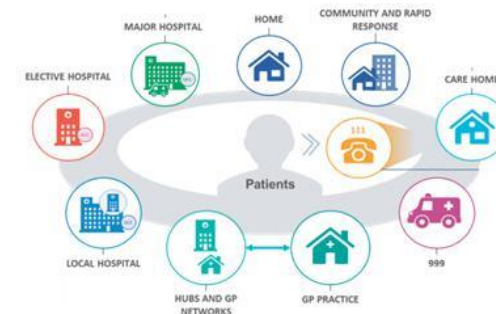 HOME
COMMUNITY AND RAPID
RESPONSE
MAJOR HOSPITAL
ELECTIVE HOSPITAL
CARE HOME
111
Patients
LOCAL HOSPITAL
999
HUBS AND GP
NETWORKS
GP PRACTICE